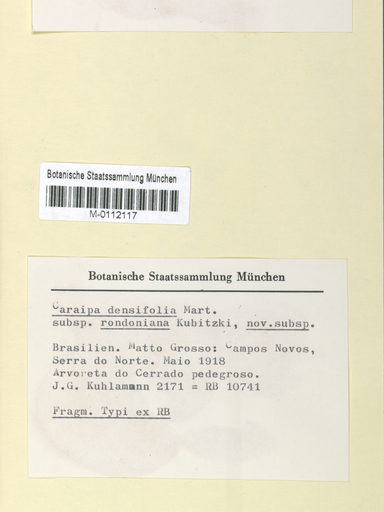 Botanische Staatssammlung München
M-0112117
Botanische Staatssammlung München
Caraipa densifolia Mart.
subsp. rondoniana Kubitzki, nov.subsp.
Brasilien. Matto Grosso: Campos Novos,
Serra do Norte. Maio 1918
Arvoreta do Cerrado pedegroso.
J.G. Kuhlamann 2171 = RB 10741
Fragm. Typi ex RB